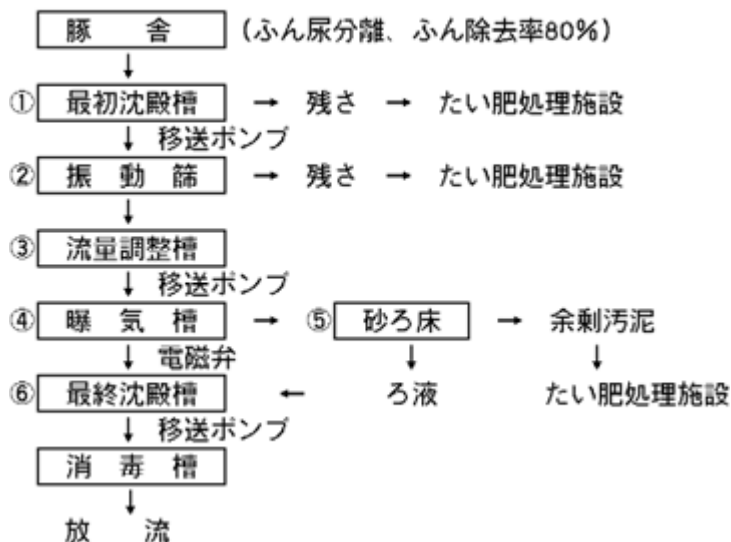 豚　舎 (ふん尿分離、ふん除去率80%)
↓
① 最初沈殿槽 → 残さ → たい肥処理施設
↓ 移送ポンプ
② 振動篩 → 残さ → たい肥処理施設
↓
③ 流量調整槽
↓ 移送ポンプ
④ 曝気槽 → ⑤ 砂ろ床 → 余剰汚泥
↓ 電磁弁 ↓ ↓
⑥ 最終沈殿槽 ← ろ液 たい肥処理施設
↓ 移送ポンプ
消毒槽
↓
放　流